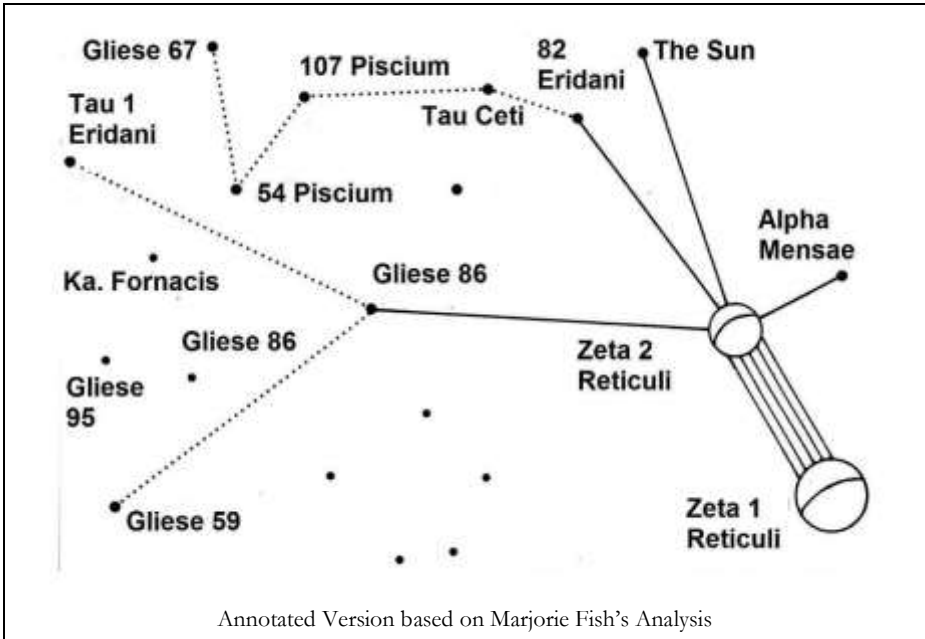 Gliese 67
107 Piscium
82
Eridani
The Sun
Tau 1
Eridani
Tau Ceti
54 Piscium
Alpha
Mensae
Ka. Fornacis
Gliese 86
Gliese 86
Zeta 2
Reticuli
Gliese
95
Gliese 59
Zeta 1
Reticuli
Annotated Version based on Marjorie Fish's Analysis